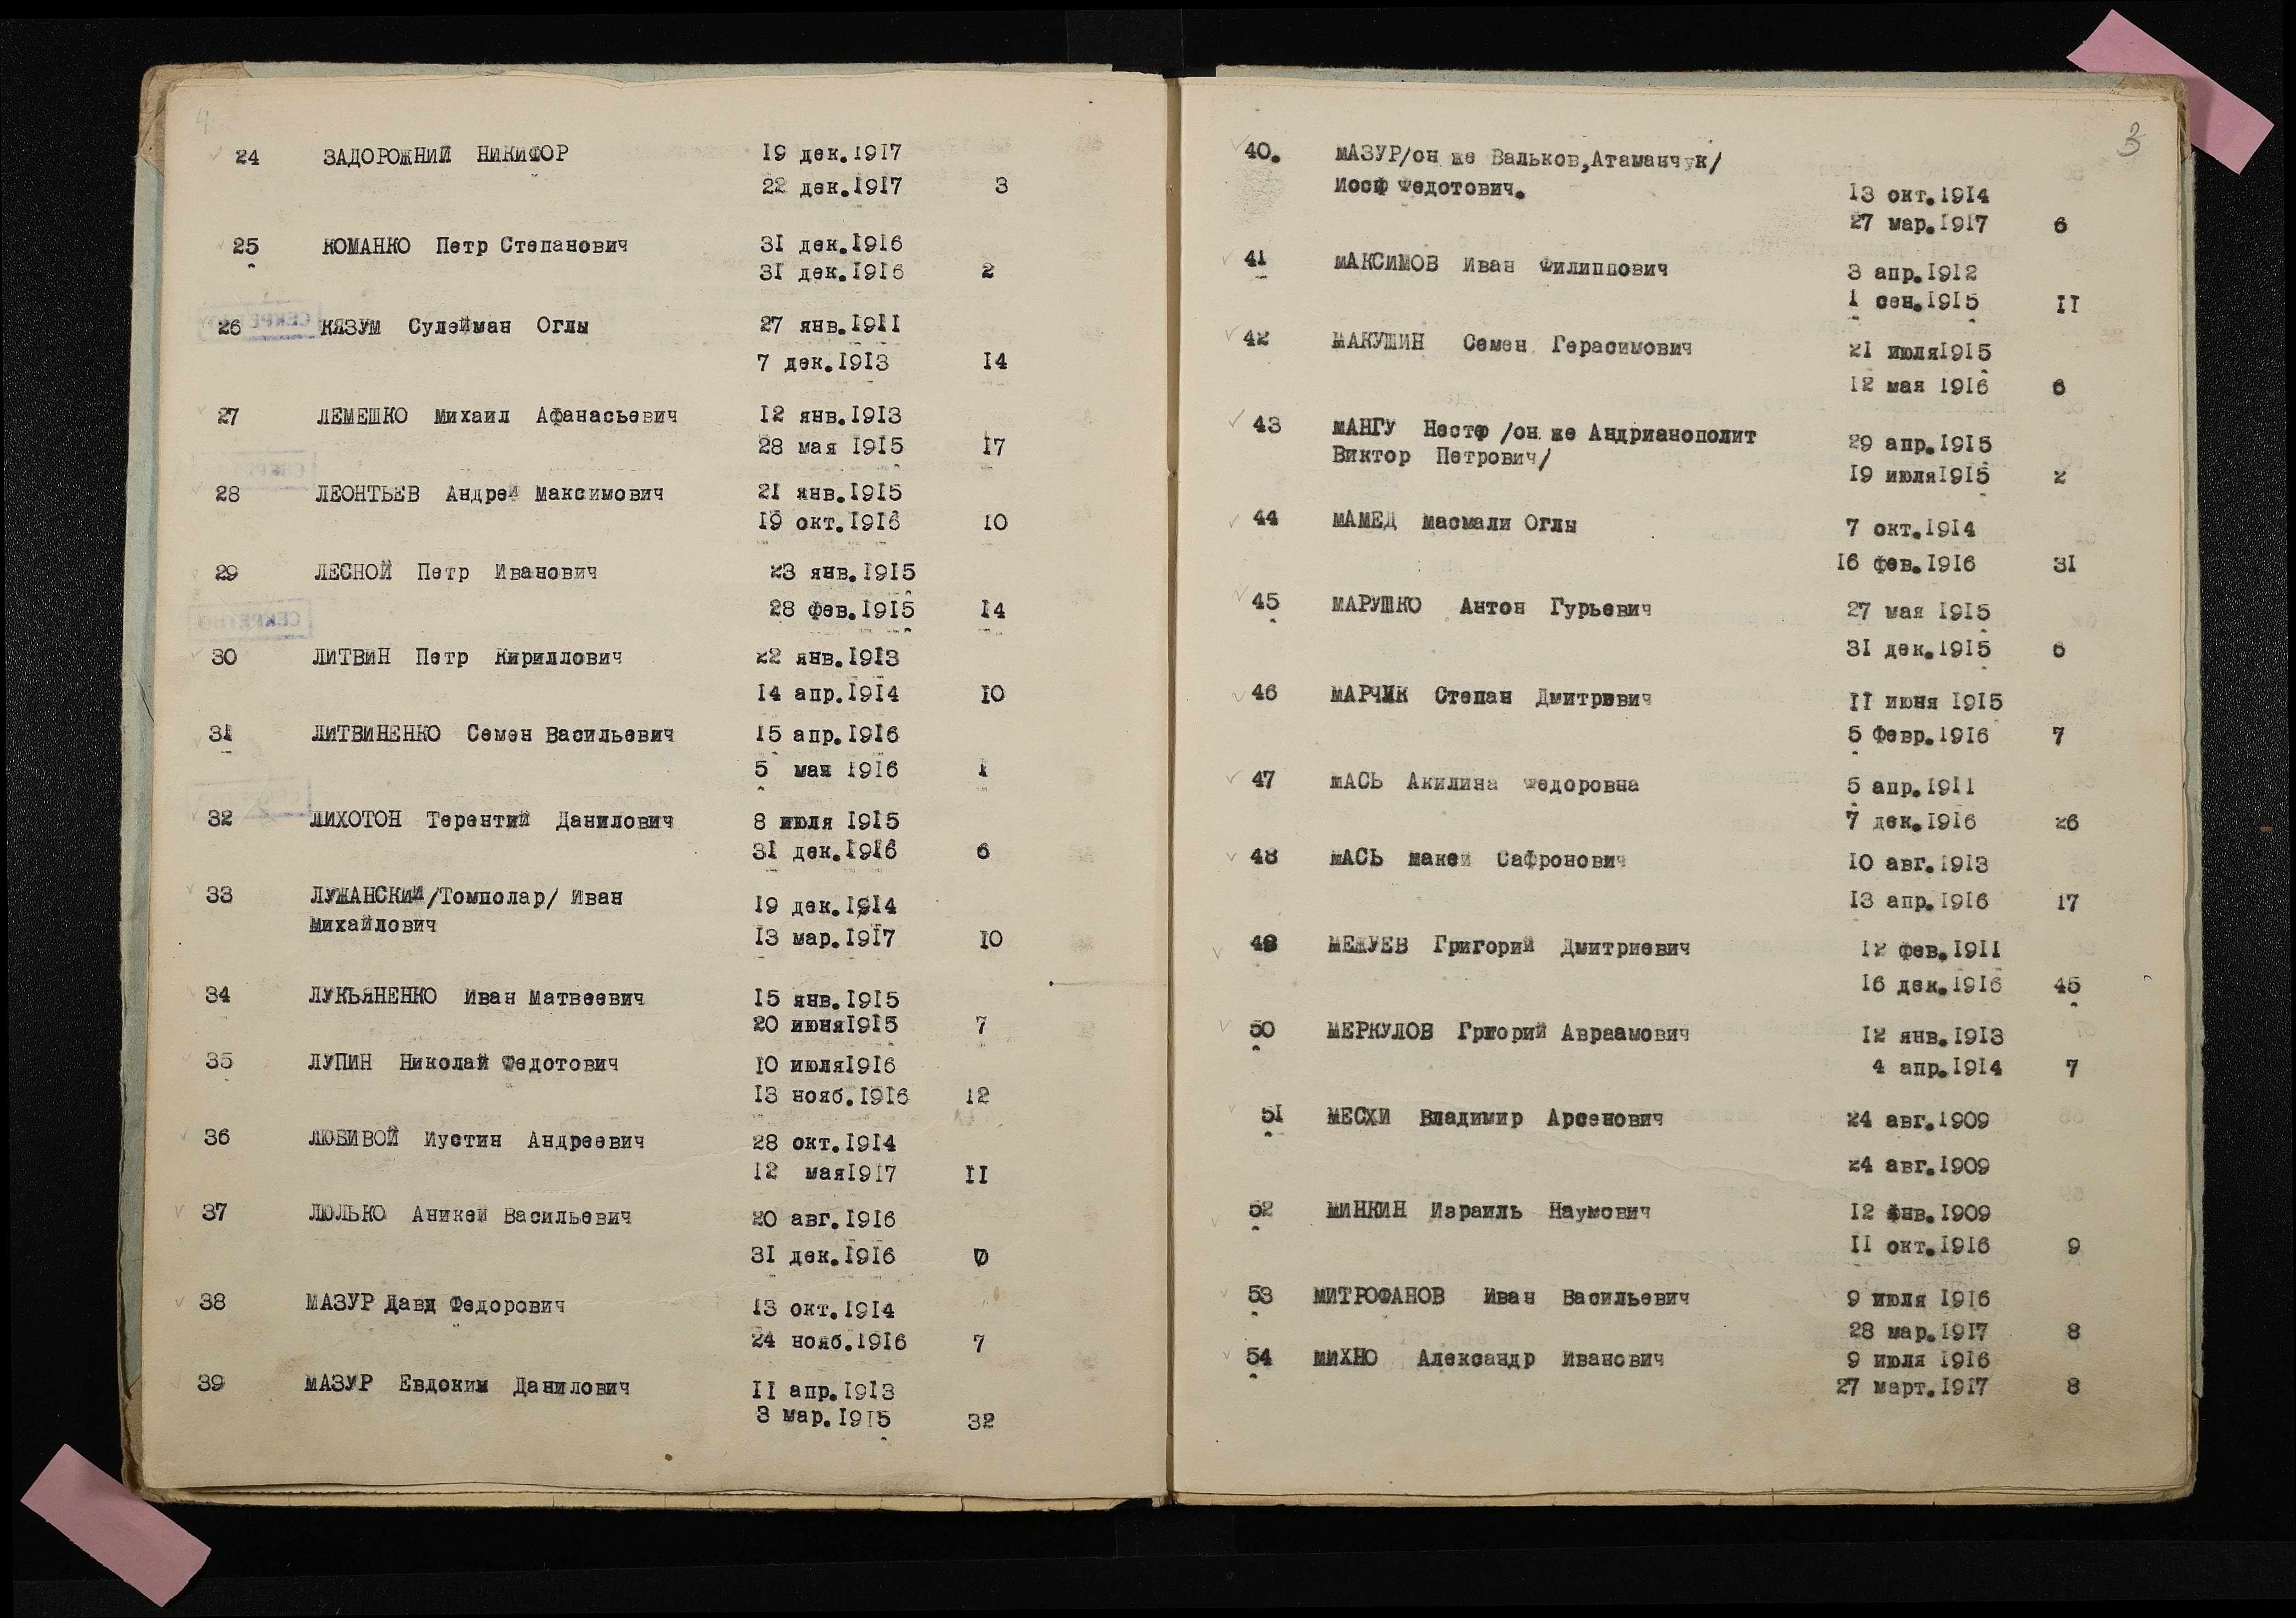 4
24 ЗАДОРОЖНИЙ НИКИФОР 19 дек.1917
22 дек.1917 3
25 КОМАНКО Петр Степанович 31 дек.1916
31 дек.1916 2
26 КЯЗУМ Сулейман Оглы 27 янв.1911
7 дек.1913 14
27 ЛЕМЕШКО Михаил Афанасьевич 12 янв.1913
28 мая 1915 17
28 ЛЕОНТЬЕВ Андрей Максимович 21 янв.1915
19 окт.1916 10
29 ЛЕСНОЙ Петр Иванович 23 янв.1915
28 фев.1915 14
30 ЛИТВИН Петр Кириллович 22 янв.1913
14 апр.1914 10
31 ЛИТВИНЕНКО Семен Васильевич 15 апр.1916
5 мая 1916 1
32 ЛИХОТОН Терентий Данилович 8 июля 1915
31 дек.1916 6
33 ЛУЖАНСКИЙ/Томполар/ Иван 19 дек.1914
Михайлович 13 мар.1917 10
34 ЛУКЬЯНЕНКО Иван Матвеевич 15 янв.1915
20 июня1915 7
35 ЛУПИН Николай Федотович 10 июля1916
13 нояб.1916 12
36 ЛЮБИВОЙ Иустин Андреевич 28 окт.1914
12 мая1917 11
37 ЛЮЛЬКО Аникей Васильевич 20 авг.1916
31 дек.1916
38 МАЗУР Давд Федорович 13 окт.1914
24 нояб.1916 7
39 МАЗУР Евдоким Данилович 11 апр.1913
3 мар.1915 32
3
40. МАЗУР/он же Вальков,Атаманчук/
Иосф Федотович. 13 окт.1914
27 мар.1917 6
41 МАКСИМОВ Иван Филиппович 3 апр.1912
1 сен.1915 11
42 МАКУШИН Семен Герасимович 21 июля1915
12 мая 1916 6
43 МАНГУ Нестф /он же Андрианополит 29 апр.1915
Виктор Петрович/ 19 июля1915 2
44 МАМЕД Масмали Оглы 7 окт.1914
16 фев.1916 31
45 МАРУШКО Антон Гурьевич 27 мая 1915
31 дек.1915 6
46 МАРЧИК Степан Дмитревич 11 июня 1915
5 Февр.1916 7
47 МАСЬ Акилина Федоровна 5 апр.1911
7 дек.1916 26
48 МАСЬ Макей Сафронович 10 авг.1913
13 апр.1916 17
49 МЕЖУЕВ Григорий Дмитриевич 12 фев.1911
16 дек.1916 45
50 МЕРКУЛОВ Григорий Авраамович 12 янв.1913
4 апр.1914 7
51 МЕСХИ Владимир Арсенович 24 авг.1909
24 авг.1909
52 МИНКИН Израиль Наумович 12 янв.1909
11 окт.1916 9
53 МИТРОФАНОВ Иван Васильевич 9 июля 1916
28 мар.1917 8
54 МИХНО Александр Иванович 9 июля 1916
27 март.1917 8